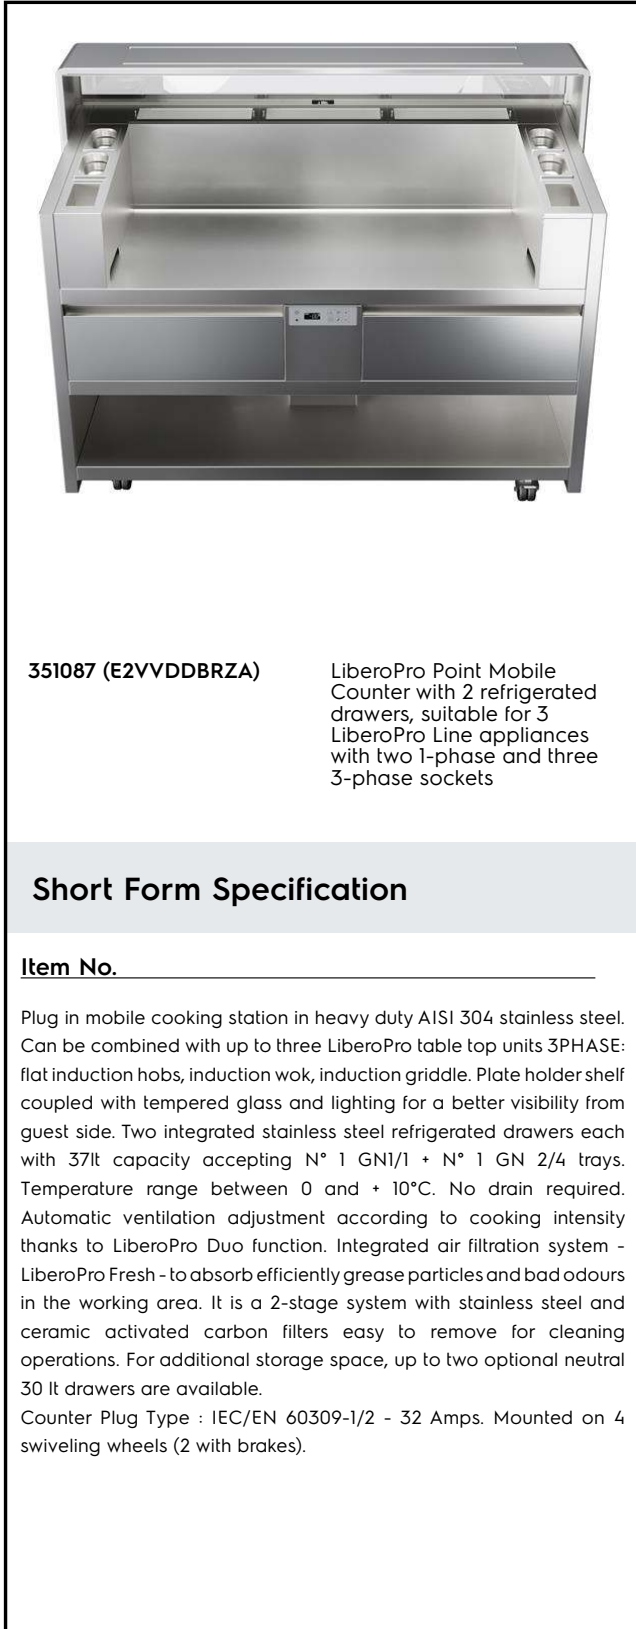 351087 (E2VVDDBRZA)
LiberoPro Point Mobile
Counter with 2 refrigerated
drawers, suitable for 3
LiberoPro Line appliances
with two 1-phase and three
3-phase sockets
Short Form Specification
Item No.
Plug in mobile cooking station in heavy duty AISI 304 stainless steel.
Can be combined with up to three LiberoPro table top units 3PHASE:
flat induction hobs, induction wok, induction griddle. Plate holder shelf
coupled with tempered glass and lighting for a better visibility from
guest side. Two integrated stainless steel refrigerated drawers each
with 37lt capacity accepting N° 1 GN1/1 + N° 1 GN 2/4 trays.
Temperature range between 0 and + 10°C. No drain required.
Automatic ventilation adjustment according to cooking intensity
thanks to LiberoPro Duo function. Integrated air filtration system -
LiberoPro Fresh - to absorb efficiently grease particles and bad odours
in the working area. It is a 2-stage system with stainless steel and
ceramic activated carbon filters easy to remove for cleaning
operations. For additional storage space, up to two optional neutral
30 lt drawers are available.
Counter Plug Type : IEC/EN 60309-1/2 - 32 Amps. Mounted on 4
swiveling wheels (2 with brakes).